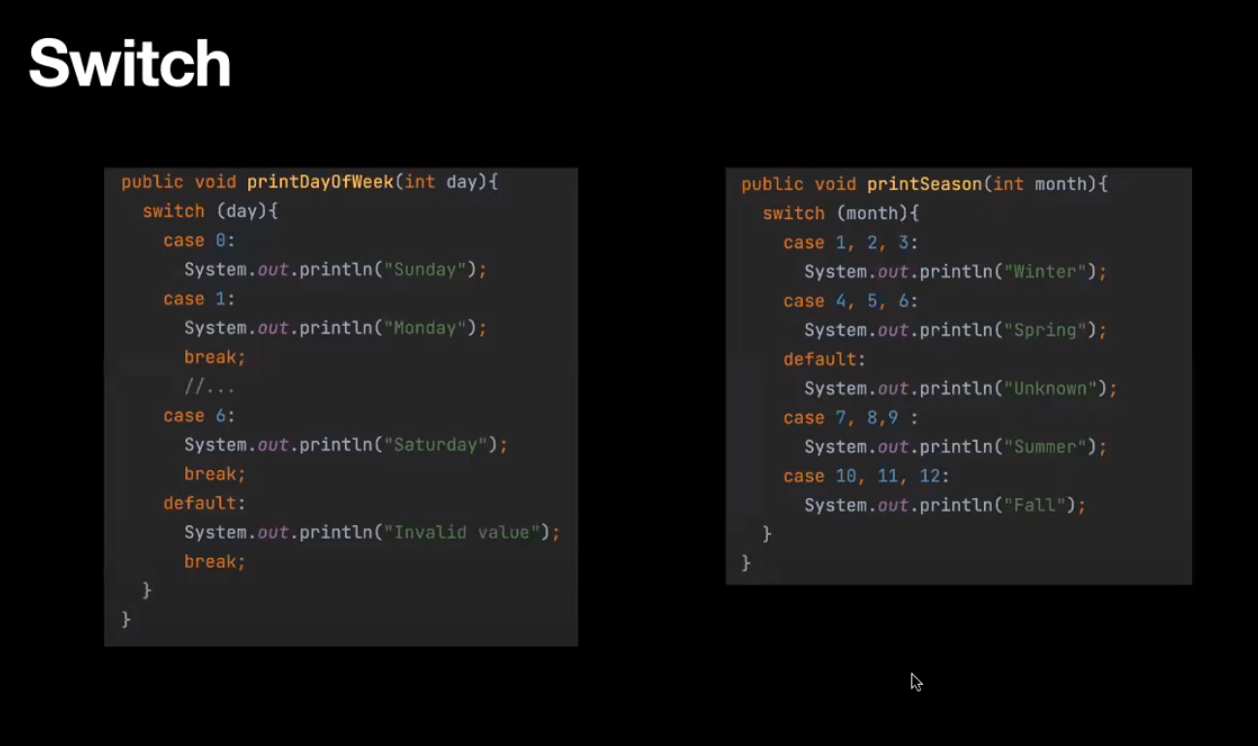 Switch
public void printDayOfWeek(int day){
switch (day){
case 0:
System.out.println("Sunday");
case 1:
System.out.println("Monday");
break;
//...
case 6:
System.out.println("Saturday");
break;
default:
System.out.println("Invalid value");
break;
}
}
public void printSeason(int month){
switch (month){
case 1, 2, 3:
System.out.println("Winter");
case 4, 5, 6:
System.out.println("Spring");
default:
System.out.println("Unknown");
case 7, 8,9 :
System.out.println("Summer");
case 10, 11, 12:
System.out.println("Fall");
}
}